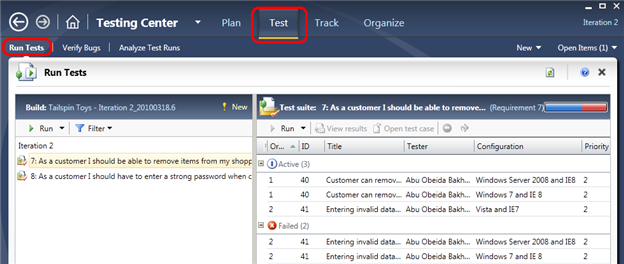 Testing Center Plan Test Track Organize Iteration 2
Run Tests Verify Bugs Analyze Test Runs New Open Items (1)
Run Tests
Build: Tailspin Toys - Iteration 2_20100318.6 New
Test suite: 7: As a customer I should be able to remove... (Requirement 7)
Run Filter
Run View results Open test case
Iteration 2
7: As a customer I should be able to remove items from my shopp
8: As a customer I should have to enter a strong password when c
Or... ID Title Tester Configuration Priority
Active (3)
1 40 Customer can remov... Abu Obeida Bakh... Windows Server 2008 and IE8 2
1 40 Customer can remov... Abu Obeida Bakh... Windows 7 and IE 8 2
2 41 Entering invalid data... Abu Obeida Bakh... Vista and IE7 2
Failed (2)
2 41 Entering invalid data... Abu Obeida Bakh... Windows Server 2008 and IE8 2
2 41 Entering invalid data... Abu Obeida Bakh... Windows 7 and IE 8 2